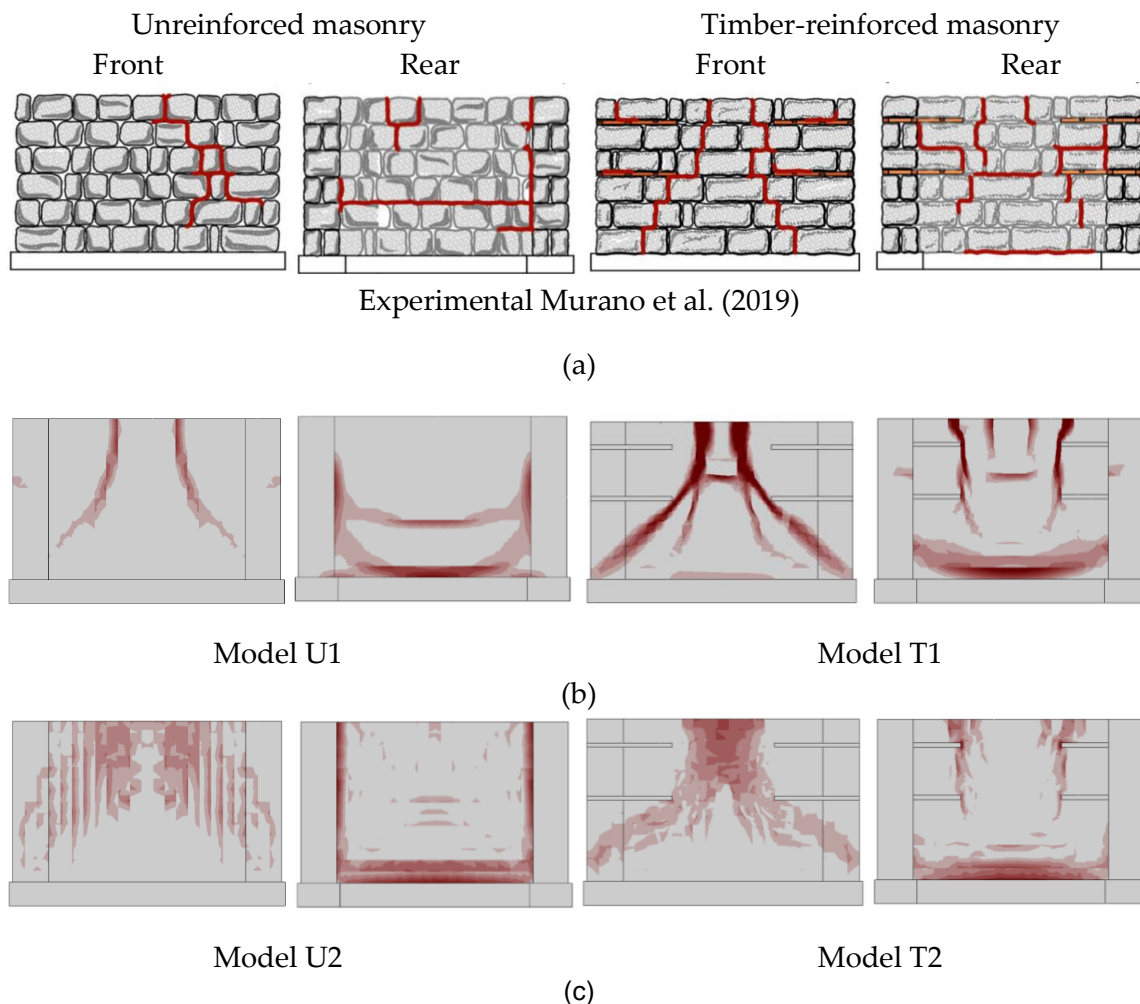 Unreinforced masonry Timber-reinforced masonry
Front Rear Front Rear
Experimental Murano et al. (2019)
(a)
Model U1 Model T1
(b)
Model U2 Model T2
(c)